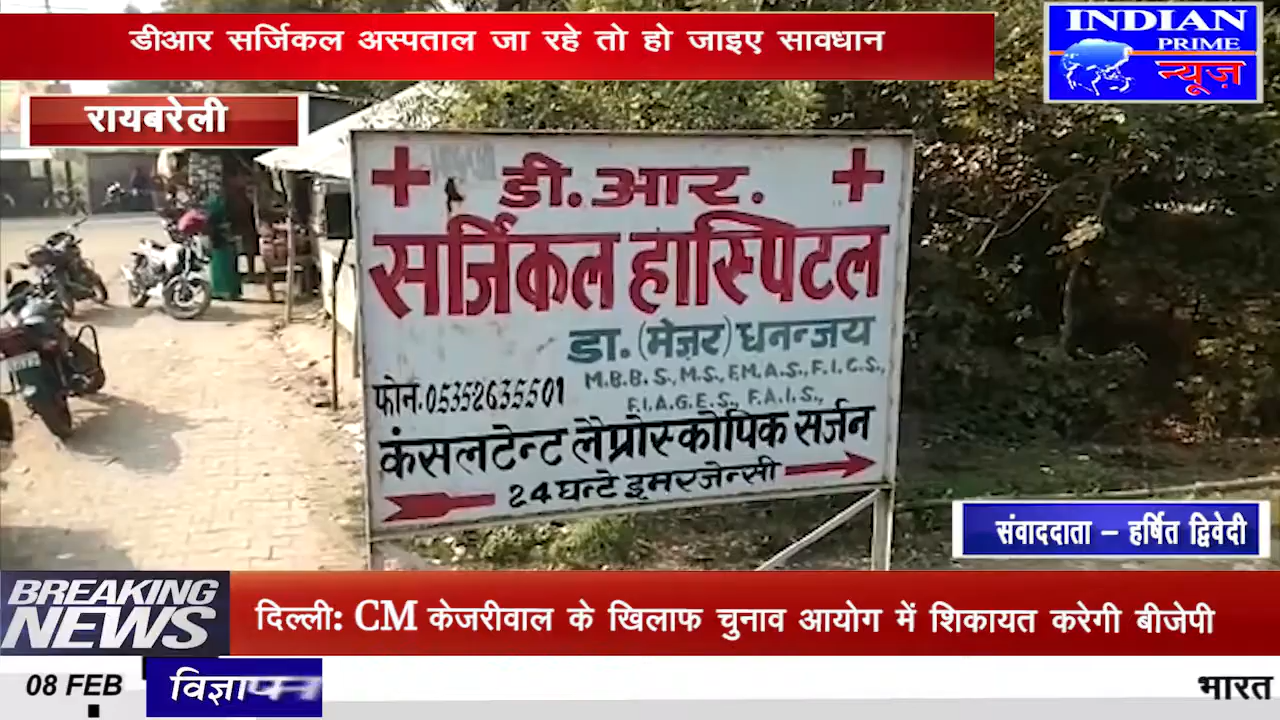 डीआर सर्जिकल अस्पताल जा रहे तो हो जाइए सावधान
INDIAN
PRIME
न्यूज़
रायबरेली
डी.आर.
सर्जिकल हास्पिटल
डा. (मेज़र) धनन्जय
M.B.B.S., M.S., F.M.A.S., F.I.C.S.,
F.I.A.G.E.S., F.A.I.S.,
फोन. 05352635501
कंसलटेन्ट लैप्रोस्कोपिक सर्जन
24 घन्टे इमरजेन्सी
संवाददाता – हर्षित द्विवेदी
BREAKING
NEWS
दिल्ली: CM केजरीवाल के खिलाफ चुनाव आयोग में शिकायत करेगी बीजेपी
08 FEB
विज्ञापन
भारत